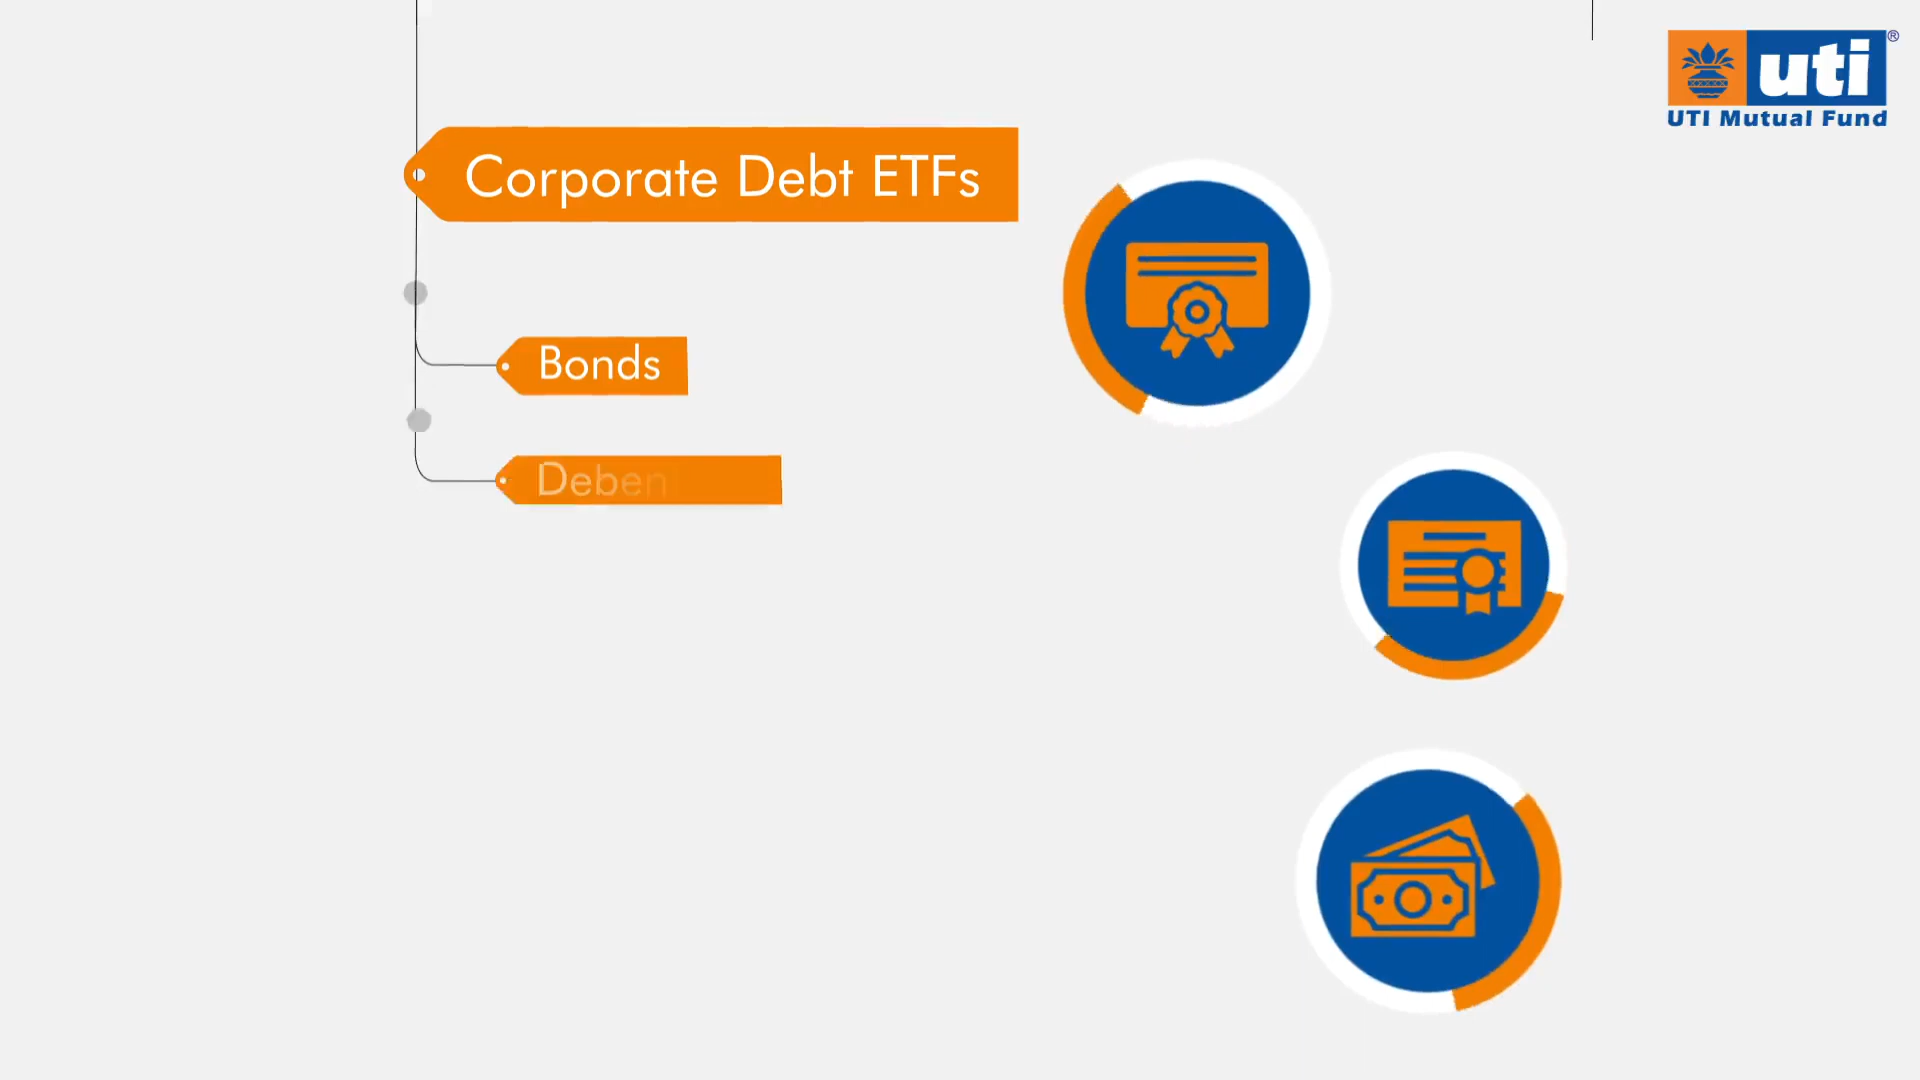 uti
®
UTI Mutual Fund
Corporate Debt ETFs
Bonds
Deben